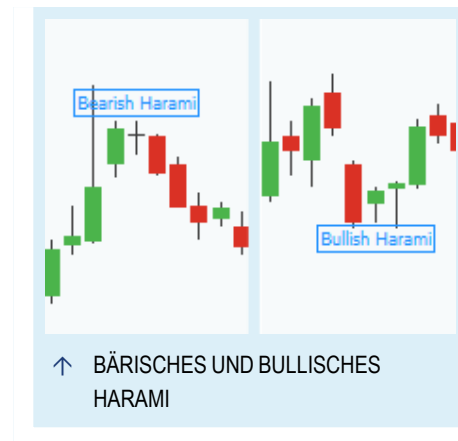 Bearish Harami
Bullish Harami
↑ BÄRISCHES UND BULLISCHES
HARAMI